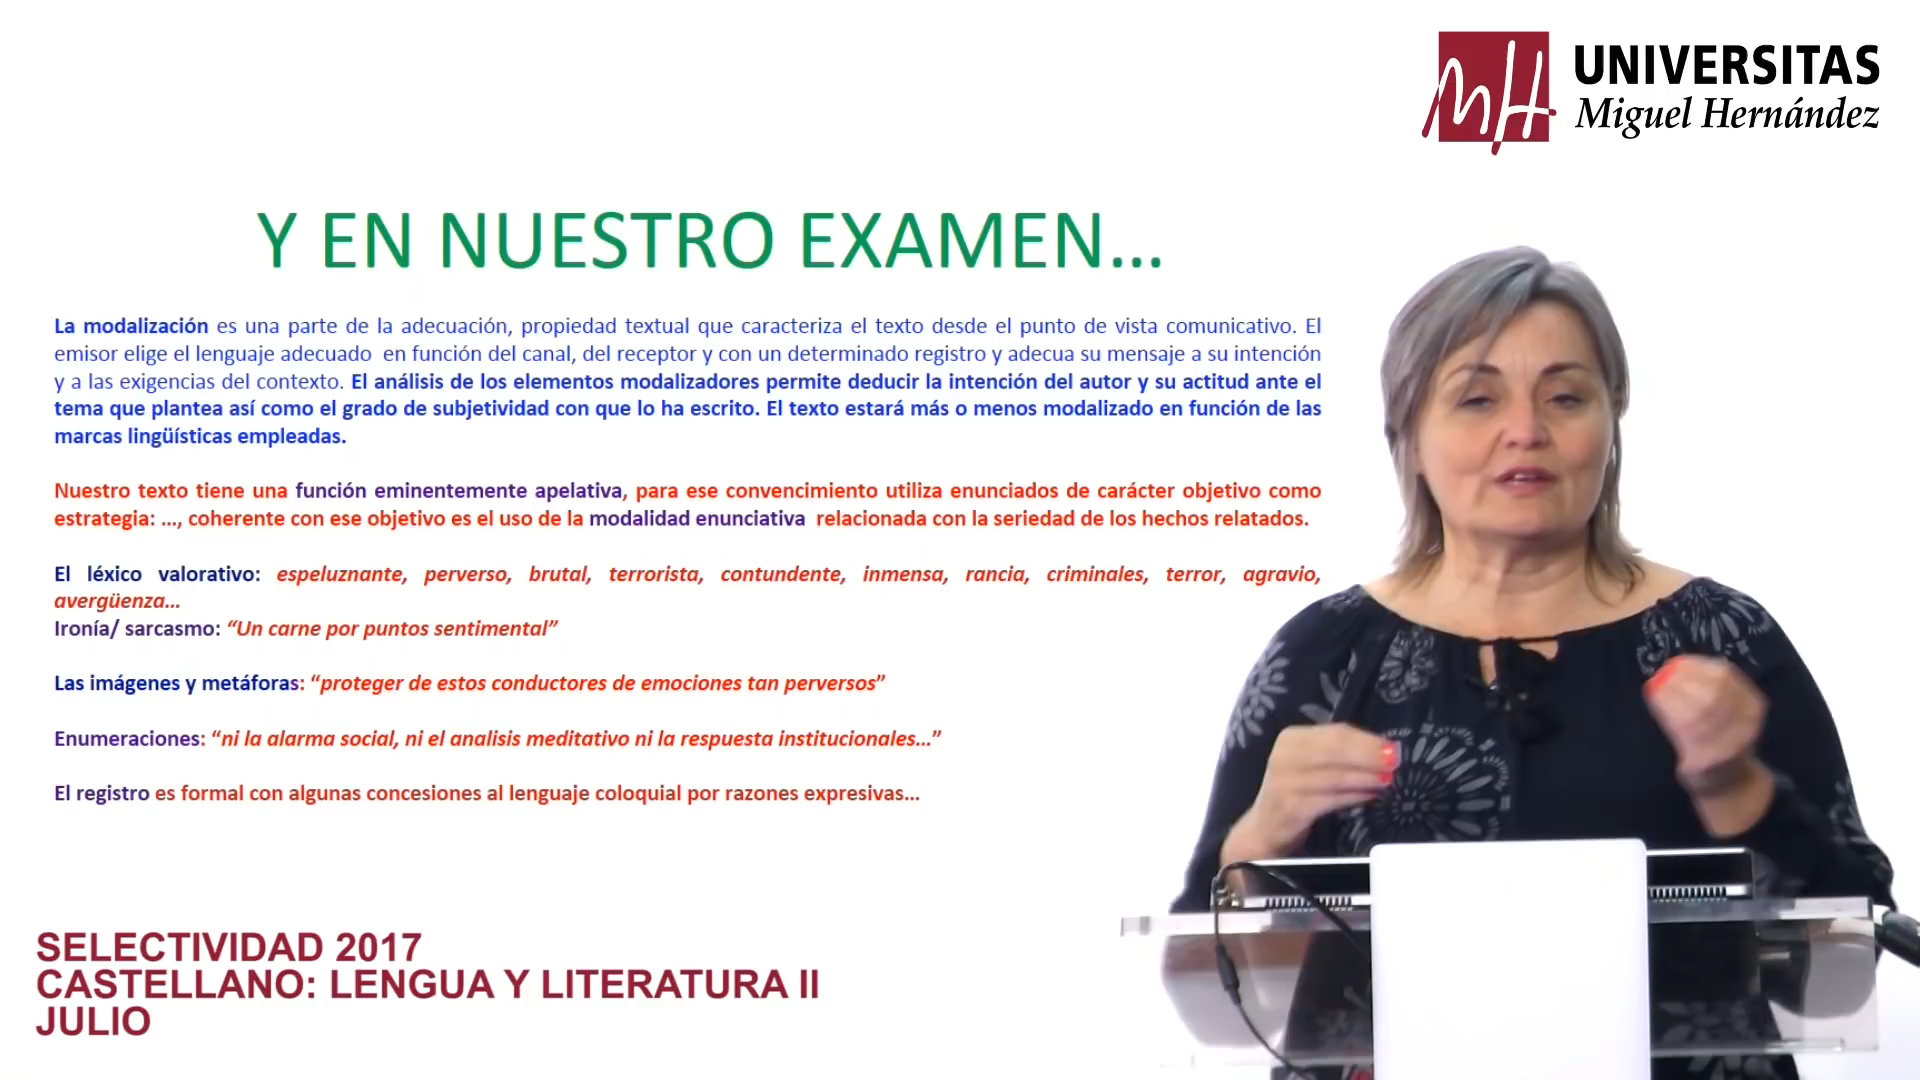 UNIVERSITAS
Miguel Hernández
Y EN NUESTRO EXAMEN...
La modalización es una parte de la adecuación, propiedad textual que caracteriza el texto desde el punto de vista comunicativo. El
emisor elige el lenguaje adecuado en función del canal, del receptor y con un determinado registro y adecua su mensaje a su intención
y a las exigencias del contexto. El análisis de los elementos modalizadores permite deducir la intención del autor y su actitud ante el
tema que plantea así como el grado de subjetividad con que lo ha escrito. El texto estará más o menos modalizado en función de las
marcas lingüísticas empleadas.
Nuestro texto tiene una función eminentemente apelativa, para ese convencimiento utiliza enunciados de carácter objetivo como
estrategia: ..., coherente con ese objetivo es el uso de la modalidad enunciativa relacionada con la seriedad de los hechos relatados.
El léxico valorativo: espeluznante, perverso, brutal, terrorista, contundente, inmensa, rancia, criminales, terror, agravio,
avergüenza...
Ironía/ sarcasmo: “Un carne por puntos sentimental”
Las imágenes y metáforas: “proteger de estos conductores de emociones tan perversos”
Enumeraciones: “ni la alarma social, ni el analisis meditativo ni la respuesta institucionales...”
El registro es formal con algunas concesiones al lenguaje coloquial por razones expresivas...
SELECTIVIDAD 2017
CASTELLANO: LENGUA Y LITERATURA II
JULIO